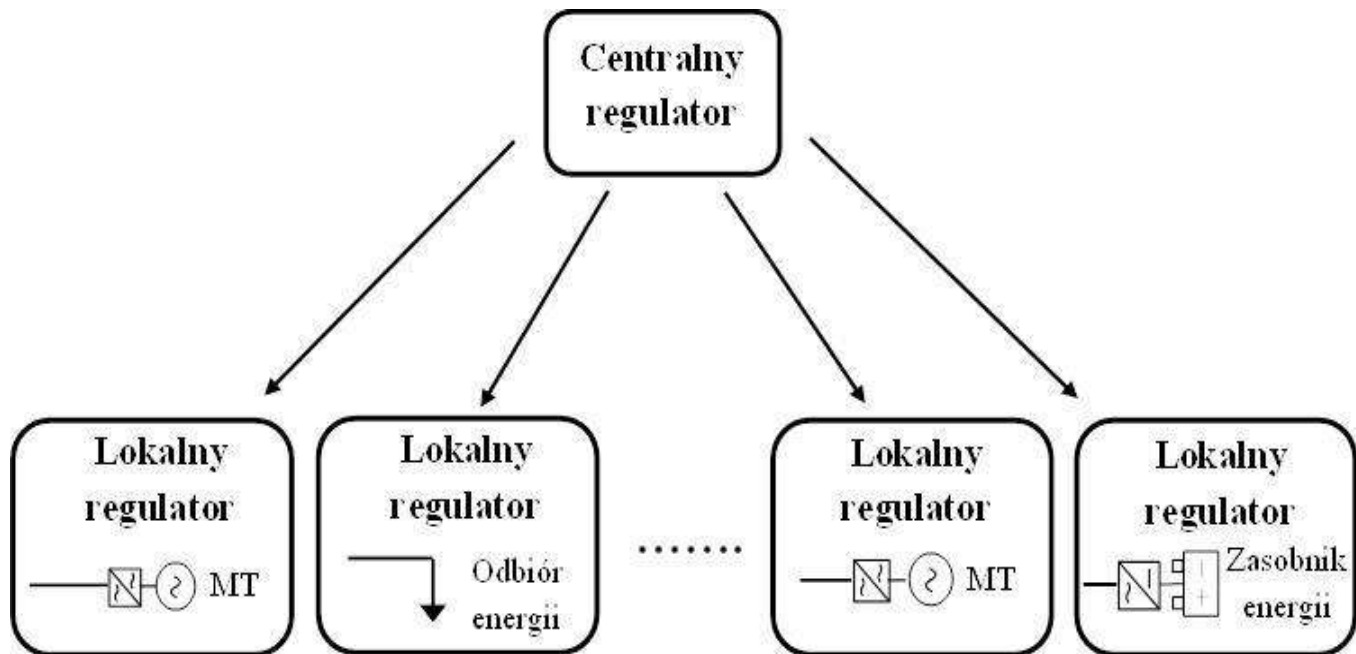 Centralny
regulator
Lokalny
regulator
MT
Lokalny
regulator
Odbiór
energii
.......
Lokalny
regulator
MT
Lokalny
regulator
Zasobnik
energii